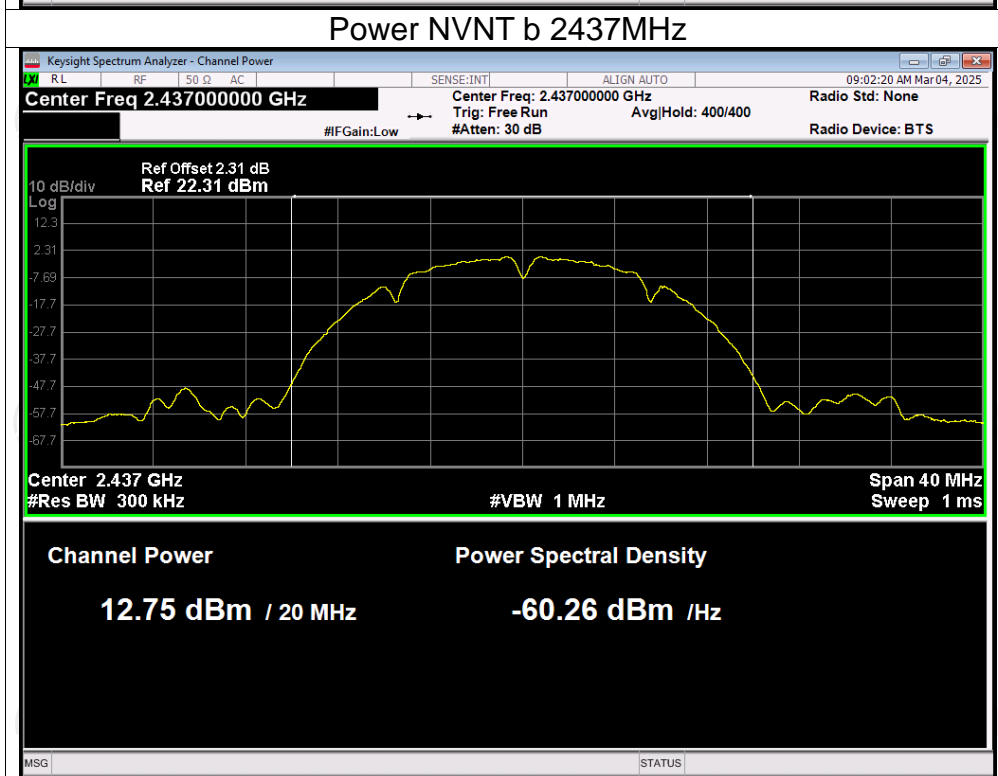 Power NVNT b 2437MHz
Keysight Spectrum Analyzer - Channel Power
LXI RL RF 50 Ω AC SENSE:INT ALIGN AUTO 09:02:20 AM Mar 04, 2025
Center Freq 2.437000000 GHz
Center Freq: 2.437000000 GHz Radio Std: None
Trig: Free Run Avg|Hold: 400/400
#IFGain:Low #Atten: 30 dB Radio Device: BTS
Ref Offset 2.31 dB
10 dB/div Ref 22.31 dBm
Log
12.3
2.31
-7.69
-17.7
-27.7
-37.7
-47.7
-57.7
-67.7
Center 2.437 GHz Span 40 MHz
#Res BW 300 kHz #VBW 1 MHz Sweep 1 ms
Channel Power Power Spectral Density
12.75 dBm / 20 MHz -60.26 dBm /Hz
MSG STATUS